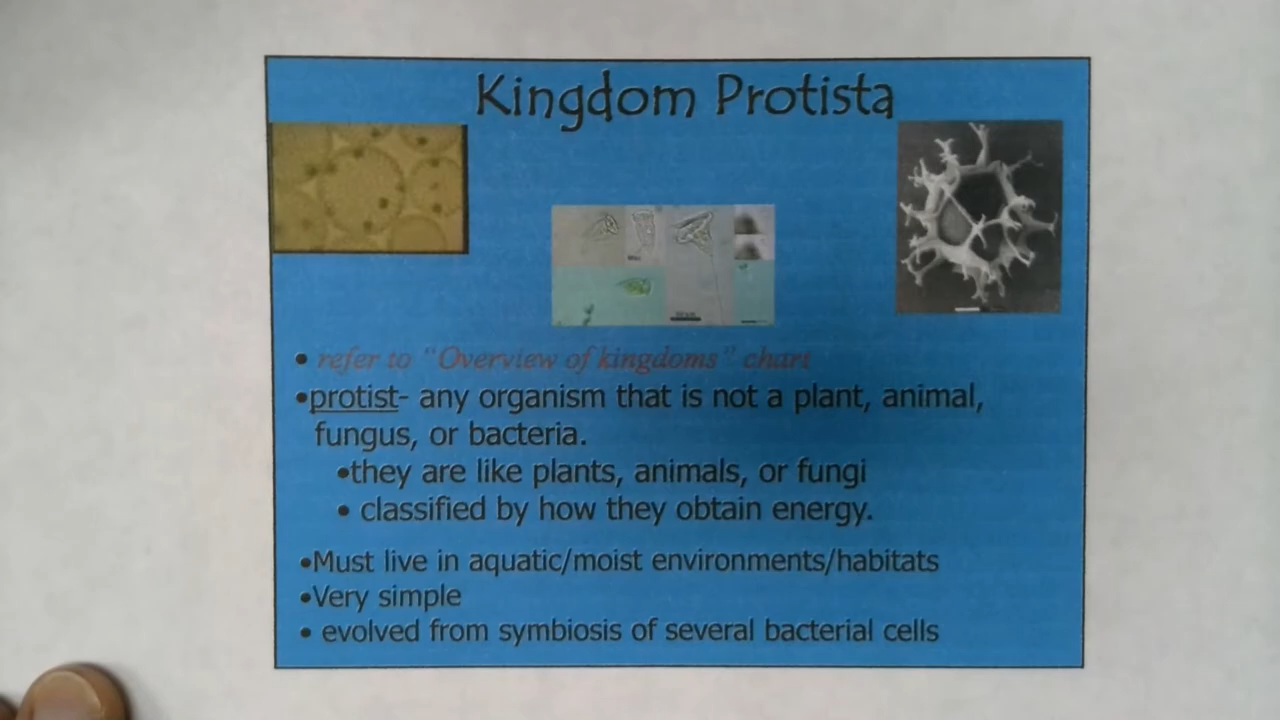 Kingdom Protista
• refer to "Overview of kingdoms" chart
•protist- any organism that is not a plant, animal,
fungus, or bacteria.
•they are like plants, animals, or fungi
• classified by how they obtain energy.
•Must live in aquatic/moist environments/habitats
•Very simple
• evolved from symbiosis of several bacterial cells